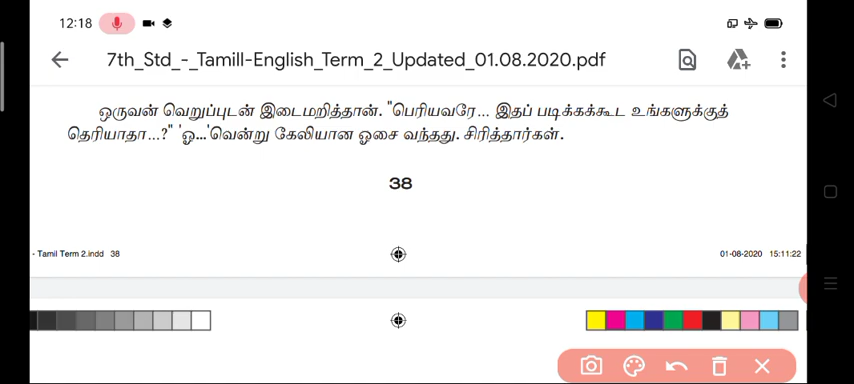 12:18
7th_Std_-_Tamill-English_Term_2_Updated_01.08.2020.pdf
ஒருவன் வெறுப்புடன் இடைமறித்தான். "பெரியவரே... இதப் படிக்கக்கூட உங்களுக்குத்
தெரியாதா...?" 'ஓ...'வென்று கேலியான ஓசை வந்தது. சிரித்தார்கள்.
38
- Tamil Term 2.indd 38
01-08-2020 15:11:22